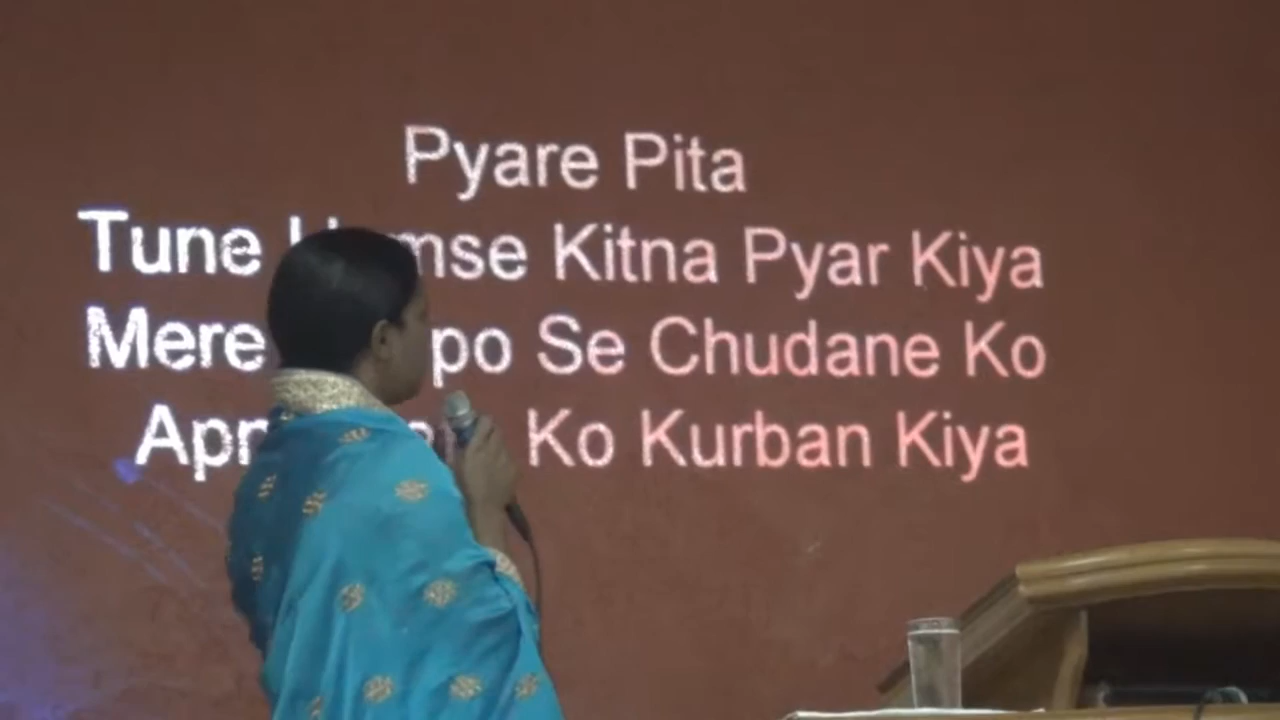 Pyare Pita
Tune Kitna Pyar Kiya
Mere Se Chudane Ko
Ko Kurban Kiya